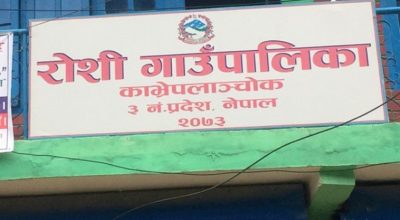 रोशी गाउँपालिका
काभ्रेपलाञ्चोक
३ नं.प्रदेश, नेपाल
२०७३